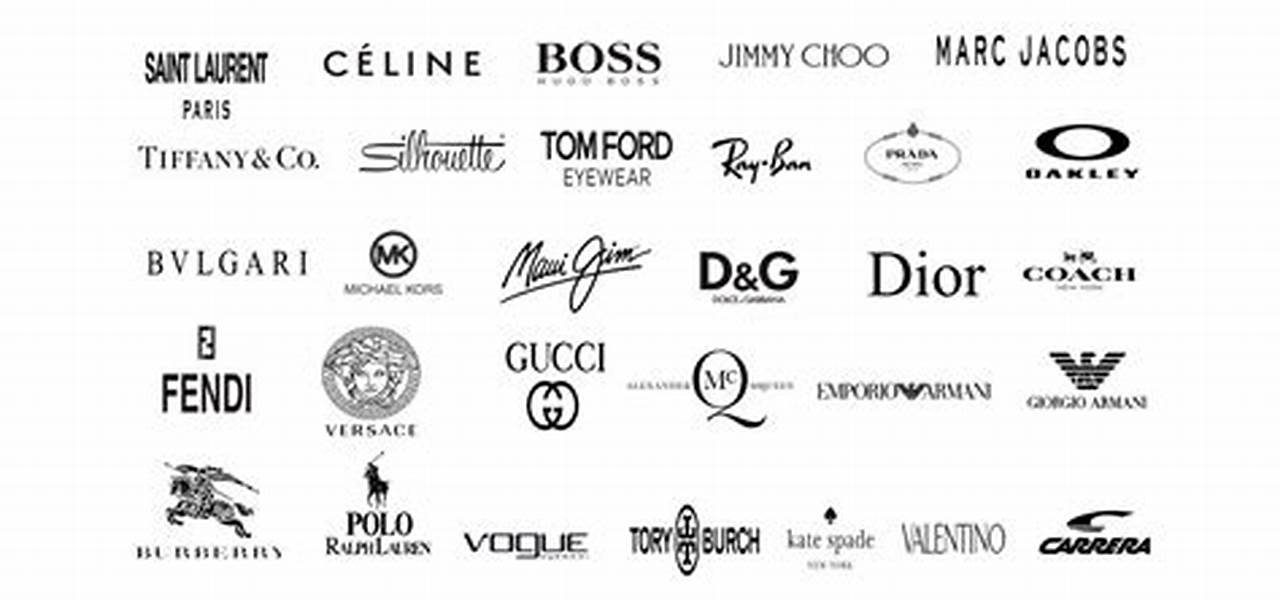 SAINT LAURENT
PARIS
CÉLINE
BOSS
HUGO BOSS
JIMMY CHOO
MARC JACOBS
TIFFANY & CO.
Silhouette
TOM FORD
EYEWEAR
Ray-Ban
PRADA
OAKLEY
BVLGARI
MK
MICHAEL KORS
Maui Jim
D&G
DOLCE & GABBANA
Dior
COACH
NEW YORK
FENDI
VERSACE
GUCCI
ALEXANDER McQUEEN
EMPORIO ARMANI
GIORGIO ARMANI
BURBERRY
POLO
RALPH LAUREN
VOGUE
TORY BURCH
kate spade
NEW YORK
VALENTINO
CARRERA